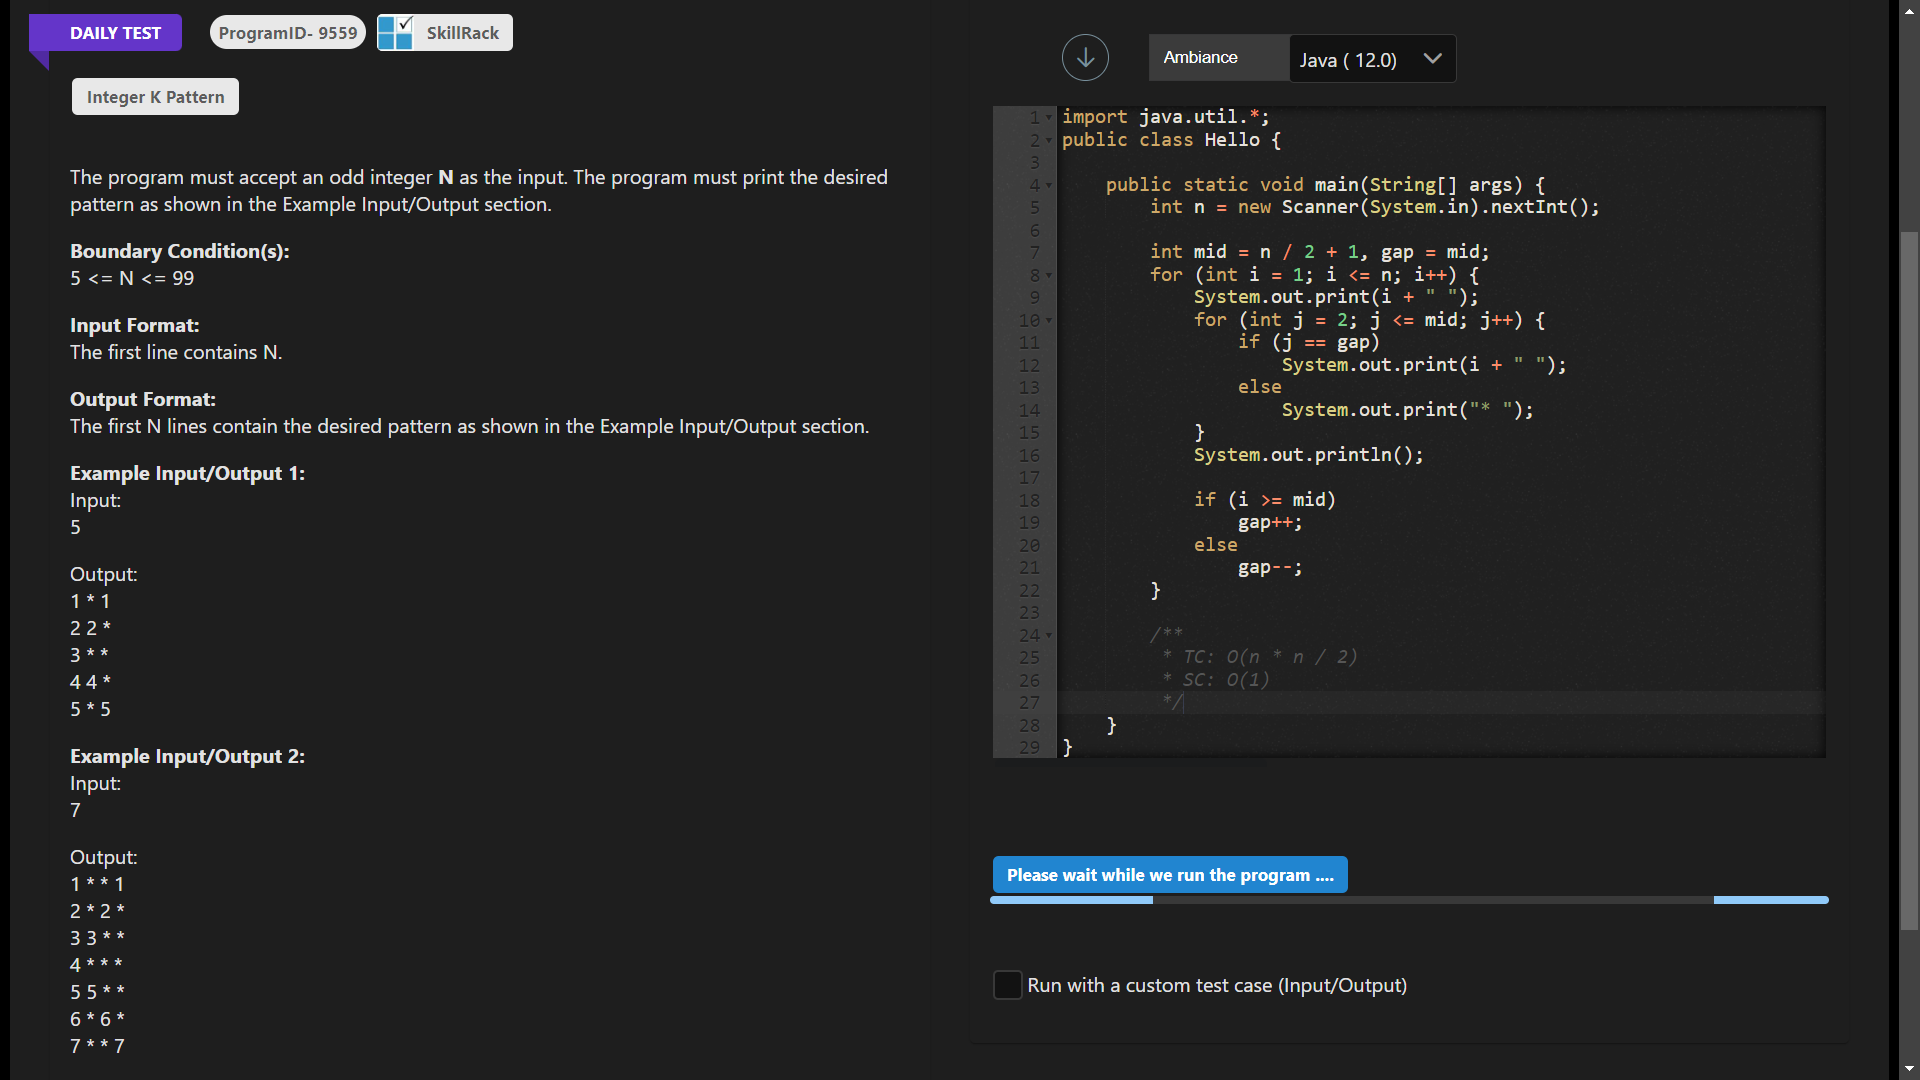 DAILY TEST
ProgramID- 9559
SkillRack
Integer K Pattern
The program must accept an odd integer N as the input. The program must print the desired
pattern as shown in the Example Input/Output section.
Boundary Condition(s):
5 <= N <= 99
Input Format:
The first line contains N.
Output Format:
The first N lines contain the desired pattern as shown in the Example Input/Output section.
Example Input/Output 1:
Input:
5
Output:
1 * 1
2 2 *
3 * *
4 4 *
5 * 5
Example Input/Output 2:
Input:
7
Output:
1 * * 1
2 * 2 *
3 3 * *
4 * * *
5 5 * *
6 * 6 *
7 * * 7
Ambiance
Java ( 12.0)
1 import java.util.*;
2 public class Hello {
3
4     public static void main(String[] args) {
5         int n = new Scanner(System.in).nextInt();
6
7         int mid = n / 2 + 1, gap = mid;
8         for (int i = 1; i <= n; i++) {
9             System.out.print(i + " ");
10             for (int j = 2; j <= mid; j++) {
11                 if (j == gap)
12                     System.out.print(i + " ");
13                 else
14                     System.out.print("* ");
15             }
16             System.out.println();
17
18             if (i >= mid)
19                 gap++;
20             else
21                 gap--;
22         }
23
24         /**
25          * TC: O(n * n / 2)
26          * SC: O(1)
27          */
28     }
29 }
Please wait while we run the program ....
Run with a custom test case (Input/Output)